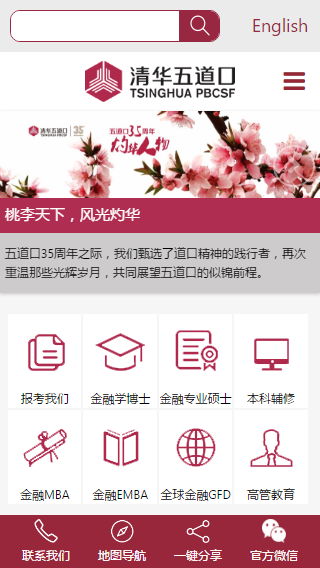 English
清华五道口
TSINGHUA PBCSF
清华五道口 35
五道口35周年
灼华人物
桃李天下，风光灼华
五道口35周年之际，我们甄选了道口精神的践行者，再次
重温那些光辉岁月，共同展望五道口的似锦前程。
报考我们 金融学博士 金融专业硕士 本科辅修
金融MBA 金融EMBA 全球金融GFD 高管教育
联系我们 地图导航 一键分享 官方微信